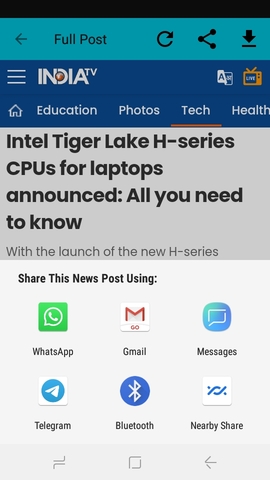 Full Post
INDIA TV
LIVE
Education Photos Tech Health
Intel Tiger Lake H-series
CPUs for laptops
announced: All you need
to know
With the launch of the new H-series
Share This News Post Using:
GO
WhatsApp Gmail Messages
Telegram Bluetooth Nearby Share